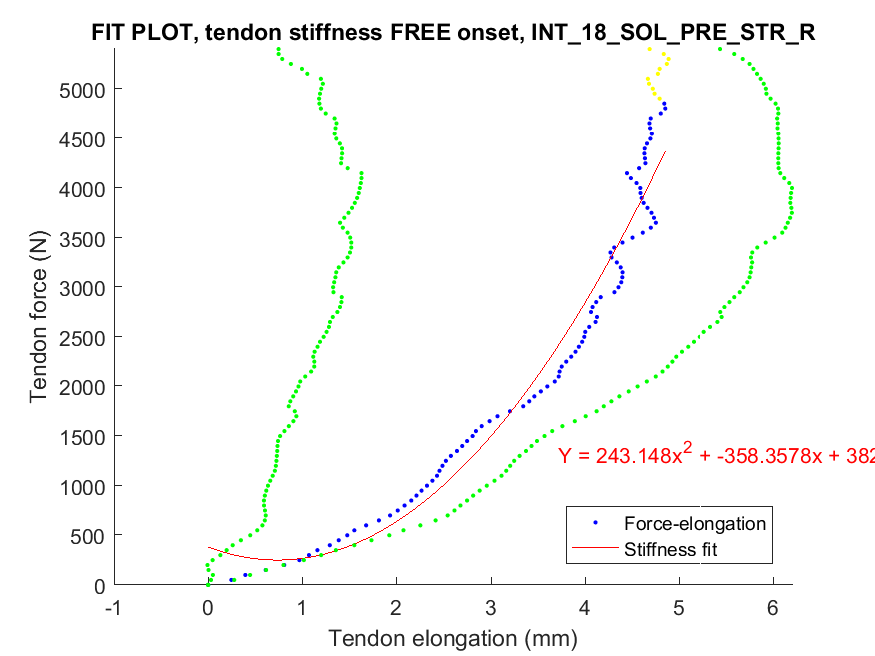 FIT PLOT, tendon stiffness FREE onset, INT_18_SOL_PRE_STR_R
5000
4500
4000
3500
3000
2500
2000
1500
1000
500
0
Tendon force (N)
Y = 243.148x² + -358.3578x + 382
Force-elongation
Stiffness fit
-1 0 1 2 3 4 5 6
Tendon elongation (mm)